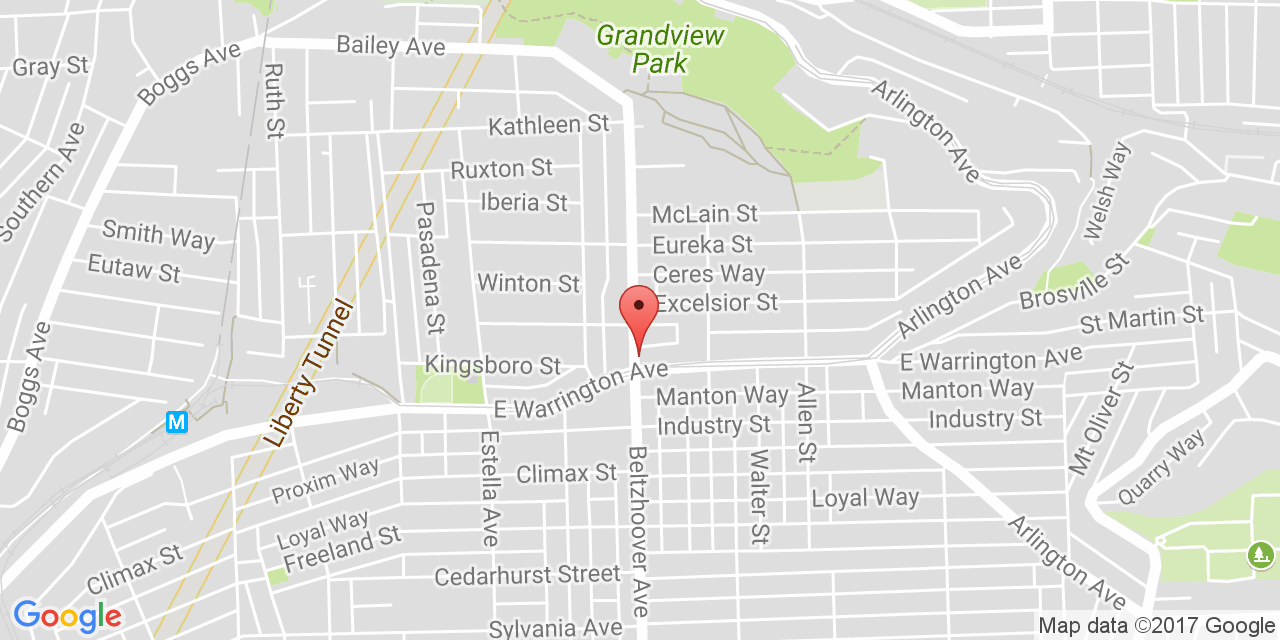 Grandview
Park
Bailey Ave
Boggs Ave
Gray St
Ruth St
Arlington Ave
Kathleen St
Southern Ave
Ruxton St
Welsh Way
Iberia St
McLain St
Smith Way
Pasadena St
Eureka St
Eutaw St
Ceres Way
Brosville St
Winton St
Excelsior St
Arlington Ave
St Martin St
Liberty Tunnel
Boggs Ave
Kingsboro St
E Warrington Ave
E Warrington Ave
Manton Way
Manton Way
Allen St
Mt Oliver St
M
Industry St
Industry St
Estella Ave
Beltzhoover Ave
Climax St
Proxim Way
Walter St
Quarry Way
Loyal Way
Loyal Way
Freeland St
Climax St
Arlington Ave
Cedarhurst Street
Sylvania Ave
Google
Map data ©2017 Google